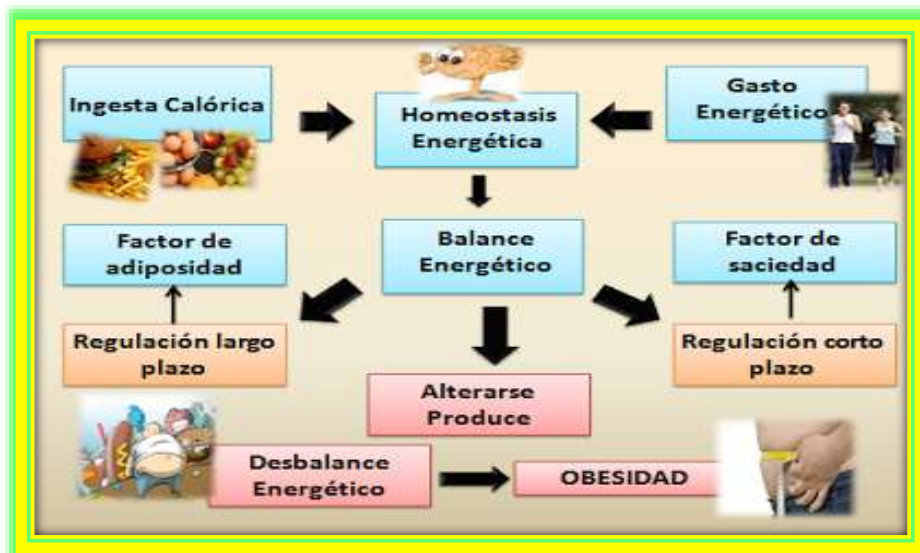 Ingesta Calórica
Homeostasis
Energética
Gasto
Energético
Factor de
adiposidad
Balance
Energético
Factor de
saciedad
Regulación largo
plazo
Regulación corto
plazo
Alterarse
Produce
Desbalance
Energético
OBESIDAD